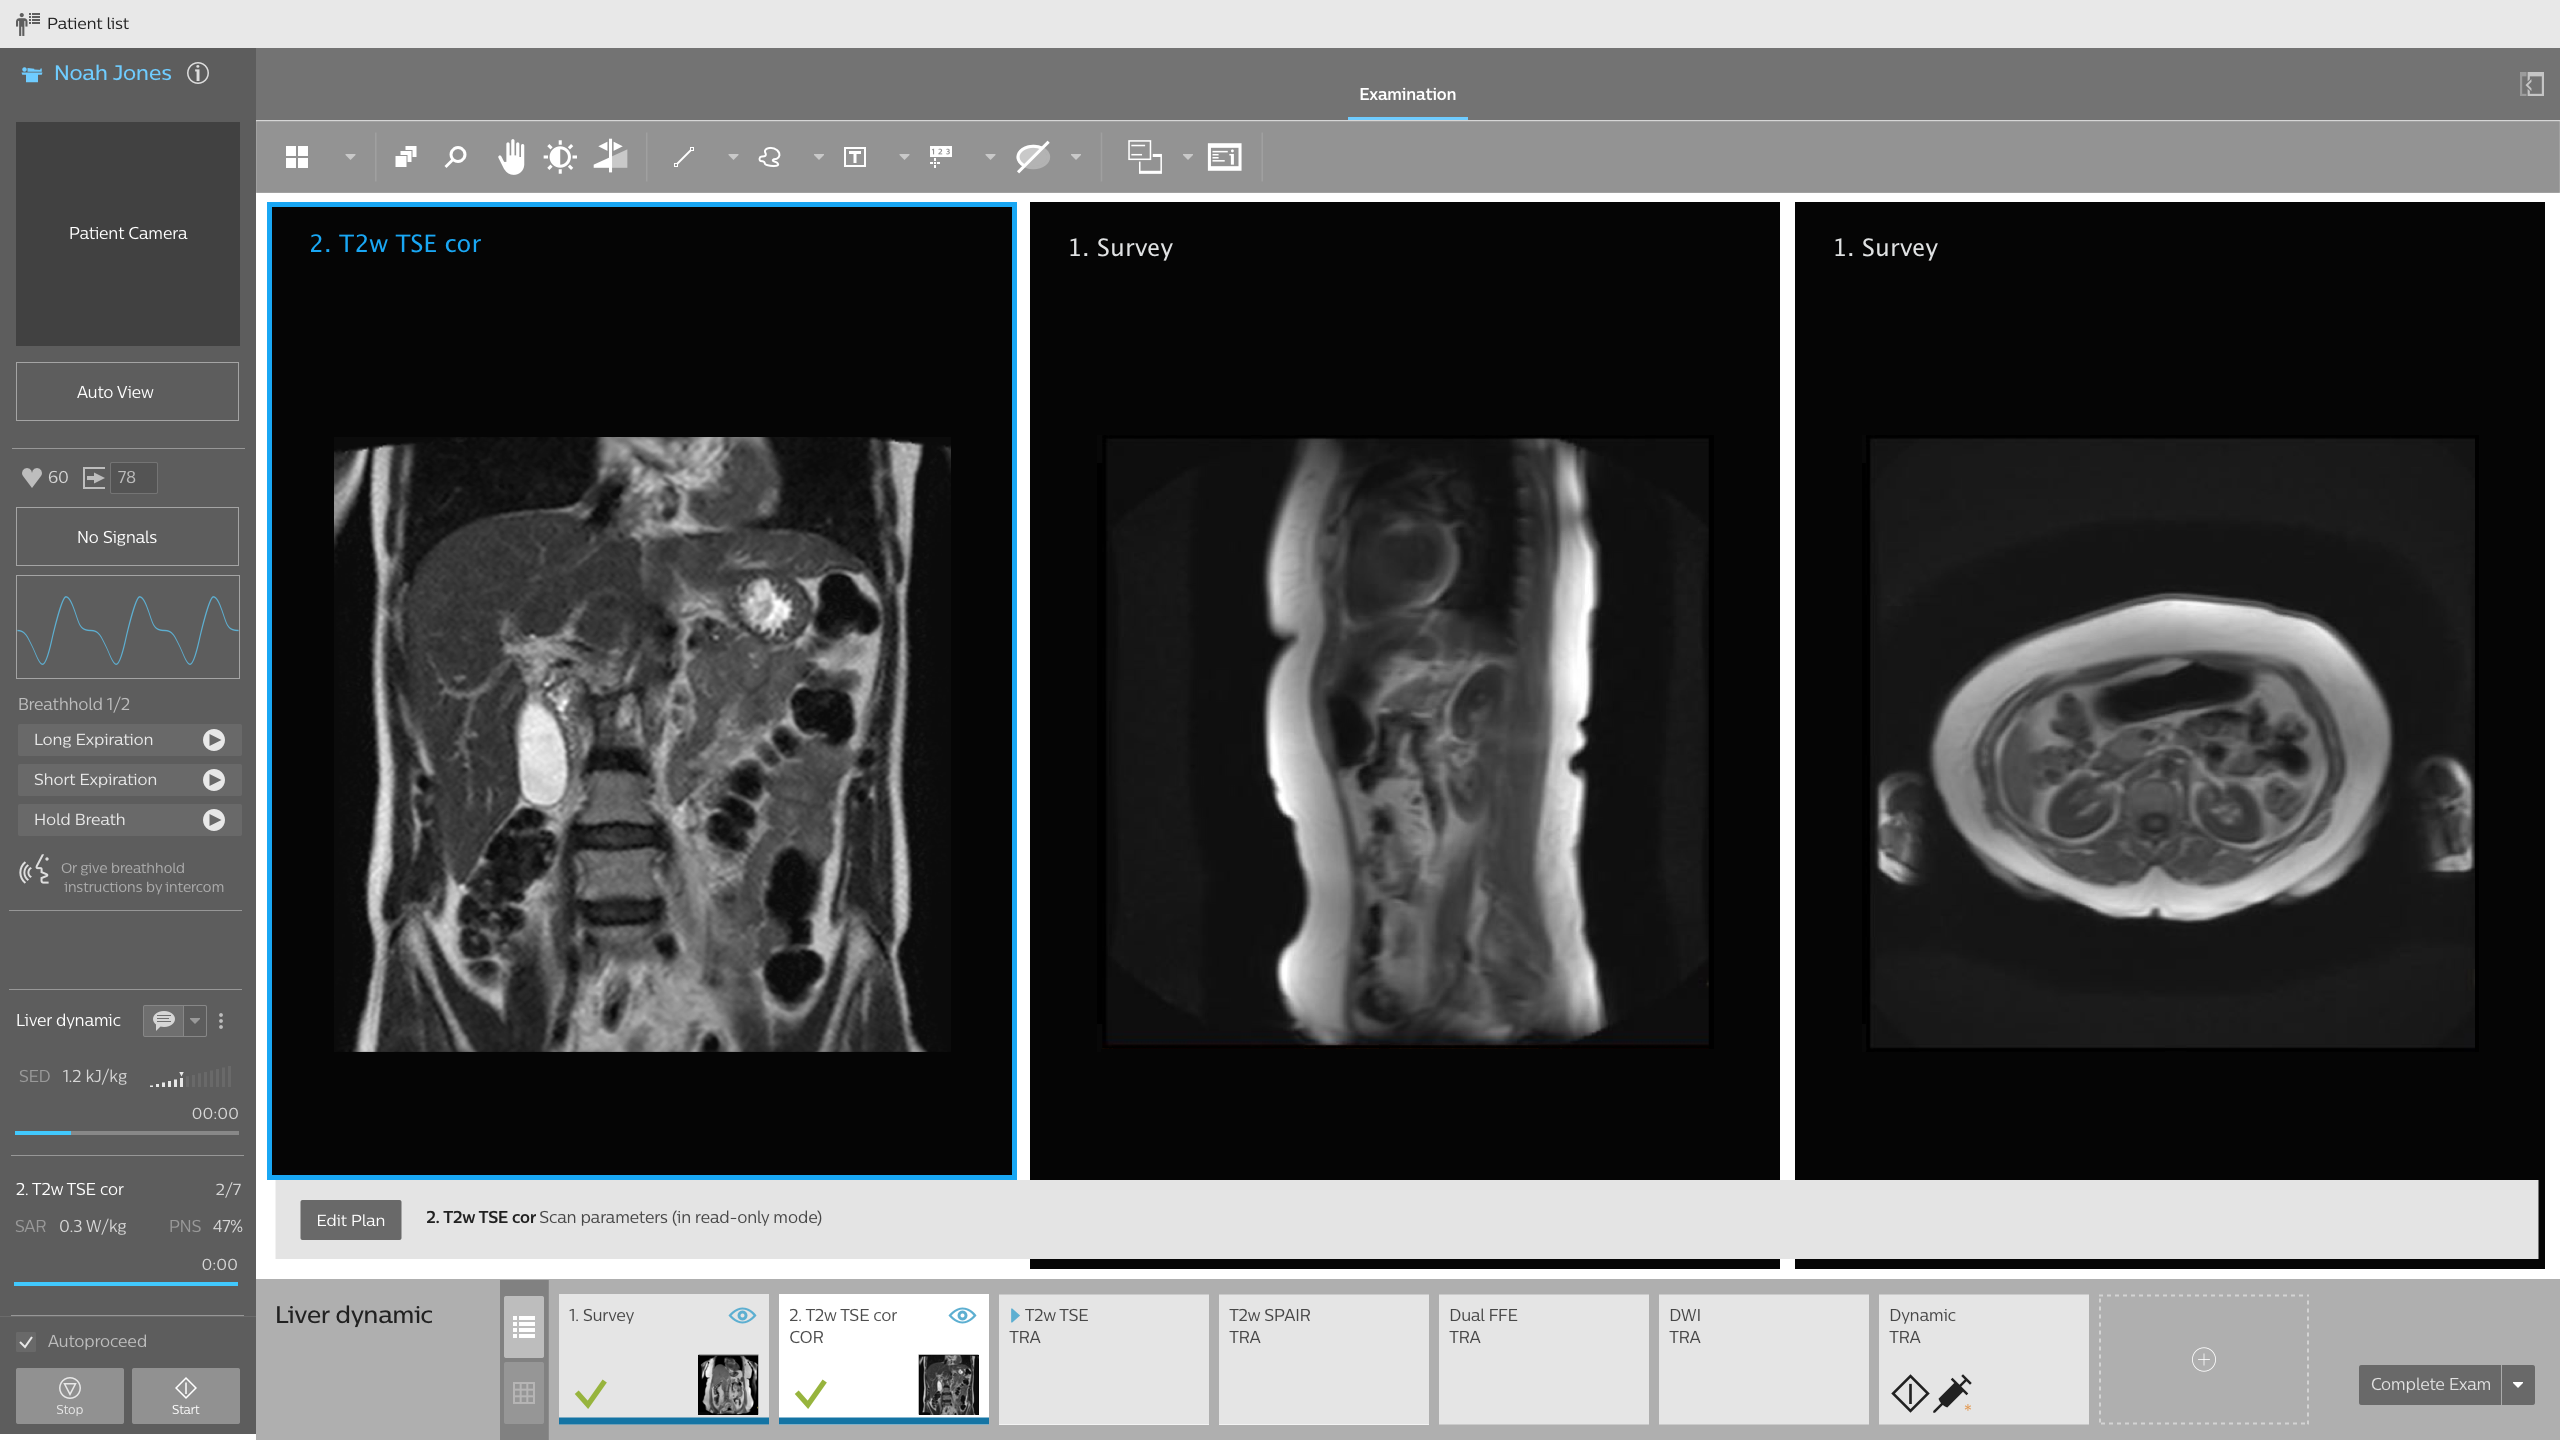 Patient list
Noah Jones
Examination
Patient Camera
Auto View
60
78
No Signals
Breathhold 1/2
Long Expiration
Short Expiration
Hold Breath
Or give breathhold
instructions by intercom
Liver dynamic
SED 1.2 kJ/kg
00:00
2. T2w TSE cor 2/7
SAR 0.3 W/kg PNS 47%
0:00
Autoproceed
Stop
Start
T
1 2 3
2. T2w TSE cor
1. Survey
1. Survey
Edit Plan
2. T2w TSE cor Scan parameters (in read-only mode)
Liver dynamic
1. Survey
2. T2w TSE cor
COR
T2w TSE
TRA
T2w SPAIR
TRA
Dual FFE
TRA
DWI
TRA
Dynamic
TRA
Complete Exam